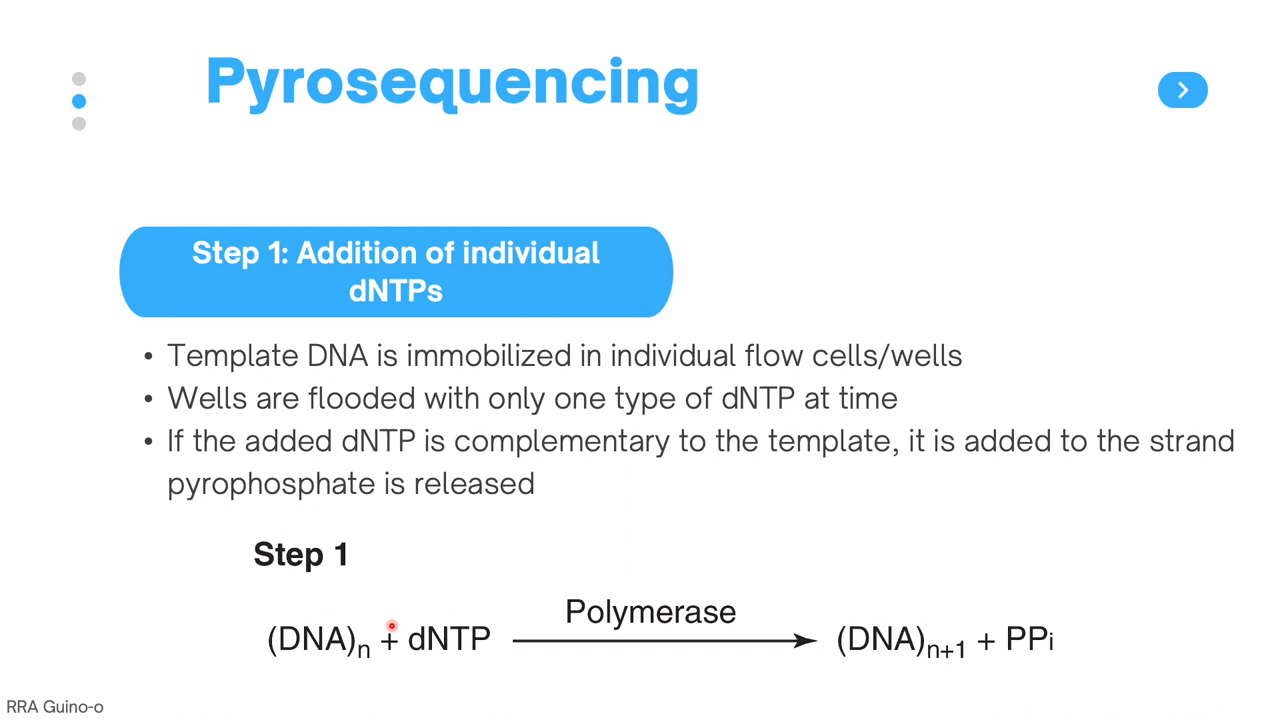 Pyrosequencing
Step 1: Addition of individual
dNTPs
• Template DNA is immobilized in individual flow cells/wells
• Wells are flooded with only one type of dNTP at time
• If the added dNTP is complementary to the template, it is added to the strand
pyrophosphate is released
Step 1
Polymerase
(DNA)n + dNTP (DNA)n+1 + PPi
RRA Guino-o